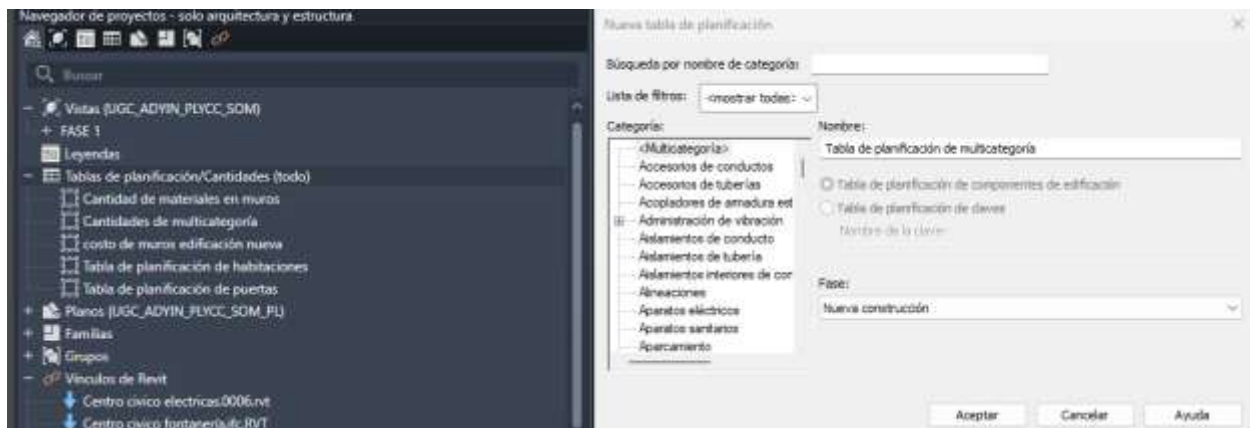 Navegador de proyectos - solo arquitectura y estructura
Buscar
Vistas (UGC_ADYIN_PLYCC_SOM)
FASE 1
Leyendas
Tablas de planificación/Cantidades (todo)
Cantidad de materiales en muros
Cantidades de multicategoría
costo de muros edificación nueva
Tabla de planificación de habitaciones
Tabla de planificación de puertas
Planos (UGC_ADYIN_PLYCC_SOM_PL)
Familias
Grupos
Vínculos de Revit
Centro civico electricas.0006.rvt
Centro civico fontaneria.ifc.RVT
Nueva tabla de planificación
Búsqueda por nombre de categoría:
Lista de filtros: <mostrar todas>
Categoría:
<Multicategoría>
Accesorios de conductos
Accesorios de tuberías
Acopladores de armadura est
Administración de vibración
Aislamientos de conducto
Aislamientos de tubería
Aislamientos interiores de con
Alineaciones
Aparatos eléctricos
Aparatos sanitarios
Aparcamiento
Nombre:
Tabla de planificación de multicategoría
Tabla de planificación de componentes de edificación
Tabla de planificación de claves
Nombre de la clave:
Fase:
Nueva construcción
Aceptar Cancelar Ayuda